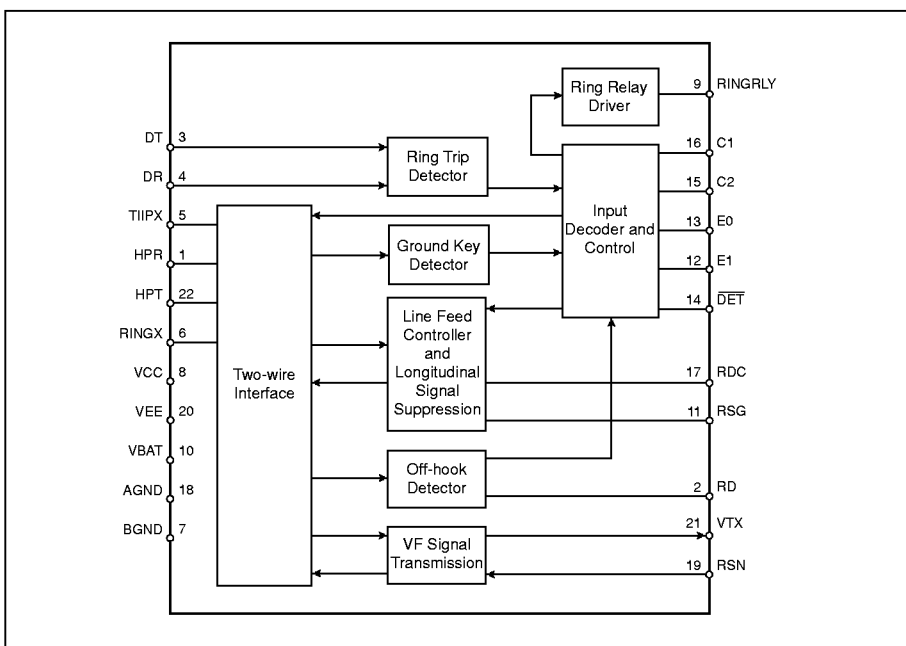 Ring Relay
Driver
9 RINGRLY
DT 3
DR 4
Ring Trip
Detector
16 C1
15 C2
Input
Decoder and
Control
13 E0
12 E1
14 DET
TIIPX 5
HPR 1
HPT 22
RINGX 6
VCC 8
VEE 20
VBAT 10
AGND 18
BGND 7
Two-wire
Interface
Ground Key
Detector
Line Feed
Controller
and
Longitudinal
Signal
Suppression
17 RDC
11 RSG
Off-hook
Detector
2 RD
VF Signal
Transmission
21 VTX
19 RSN